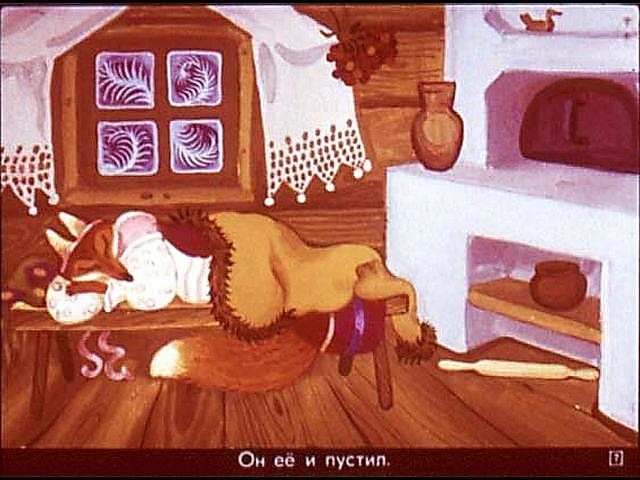 Он её и пустил.